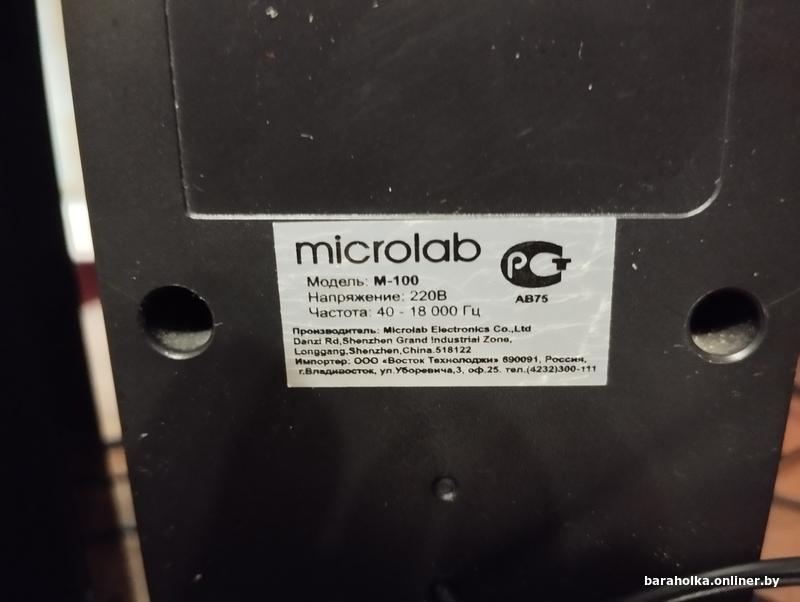 microlab
РСТ
АВ75
Модель: М-100
Напряжение: 220В
Частота: 40 - 18 000 Гц
Производитель: Microlab Electronics Co.,Ltd
Danzi Rd,Shenzhen Grand Industrial Zone,
Longgang.Shenzhen,China.518122
Импортер: ООО «Восток Технолоджи» 690091, Россия,
г.Владивосток, ул.Уборевича,3, оф.25. тел.(4232)300-111
baraholka.onliner.by